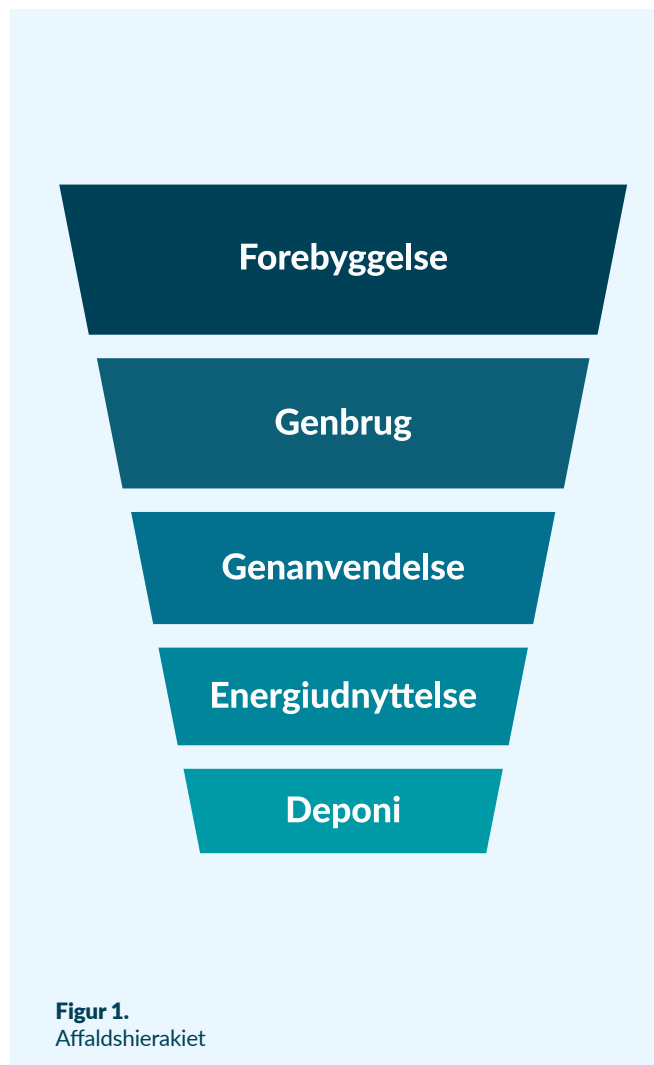 Forebyggelse
Genbrug
Genanvendelse
Energiudnyttelse
Deponi
Figur 1.
Affaldshierakiet